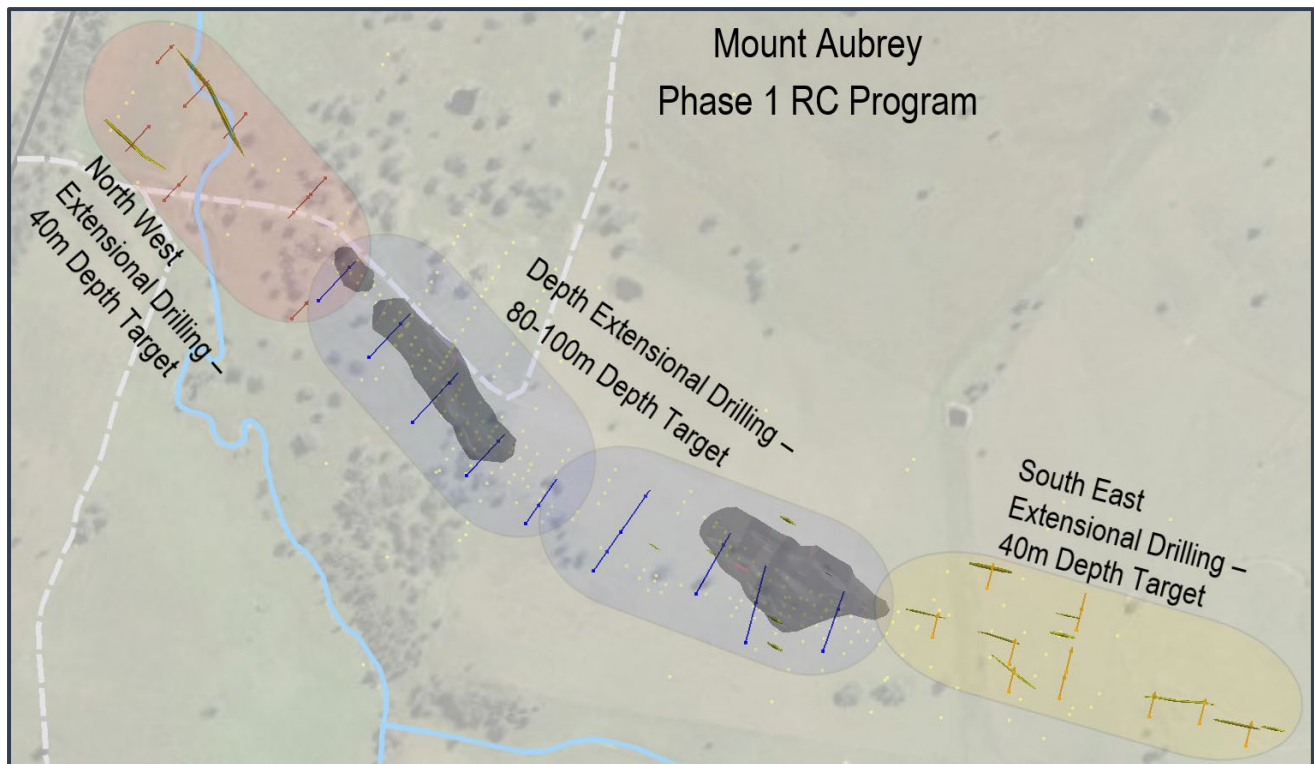 Mount Aubrey
Phase 1 RC Program
North West
Extensional Drilling –
40m Depth Target
Depth Extensional Drilling –
80-100m Depth Target
South East
Extensional Drilling –
40m Depth Target